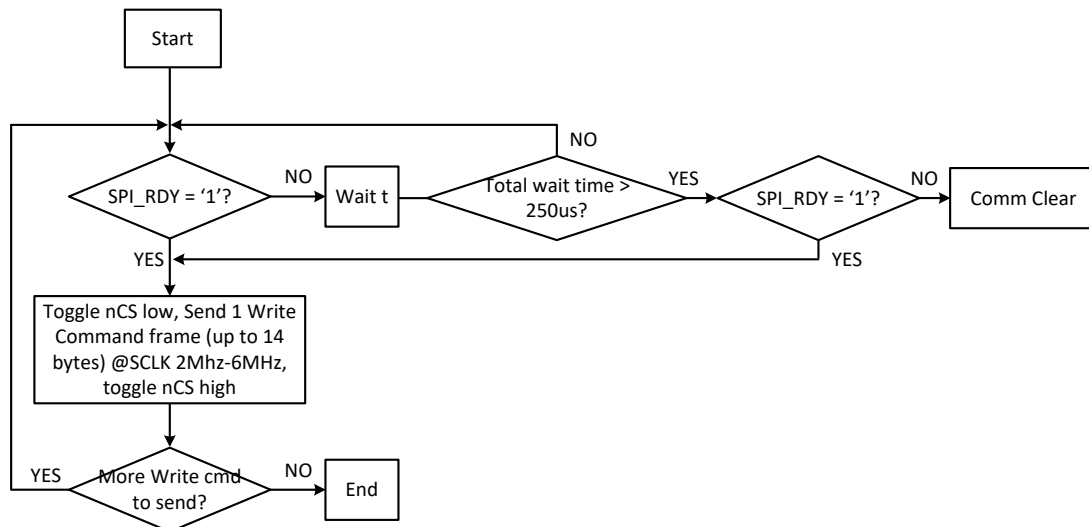 Start
NO
SPI_RDY = ‘1’?
NO
Wait t
Total wait time >
250us?
YES
SPI_RDY = ‘1’?
NO
Comm Clear
YES
YES
Toggle nCS low, Send 1 Write
Command frame (up to 14
bytes) @SCLK 2Mhz-6MHz,
toggle nCS high
YES
More Write cmd
to send?
NO
End